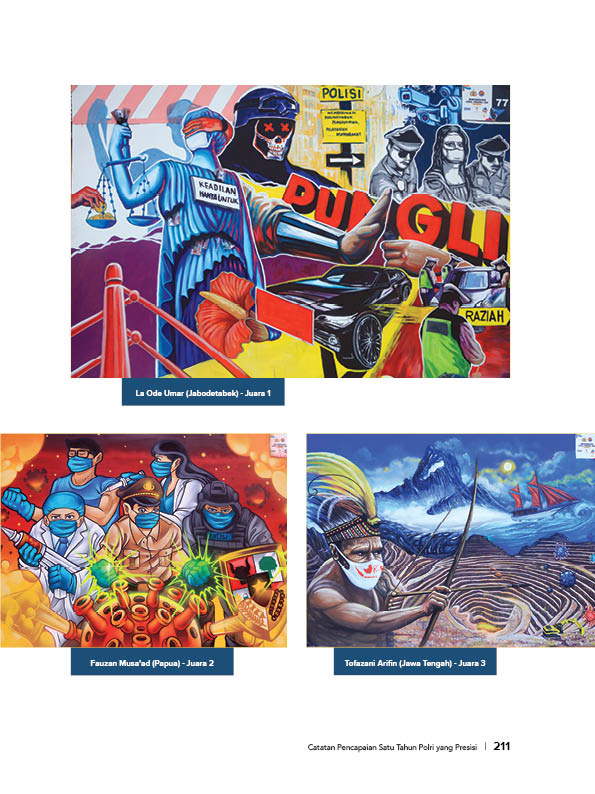 POLISI
77
KEADILAN
HANYA UNTUK
PUNGLI
RAZIAH
La Ode Umar (Jabodetabek) - Juara 1
Fauzan Musa'ad (Papua) - Juara 2
Tofazani Arifin (Jawa Tengah) - Juara 3
Catatan Pencapaian Satu Tahun Polri yang Presisi | 211